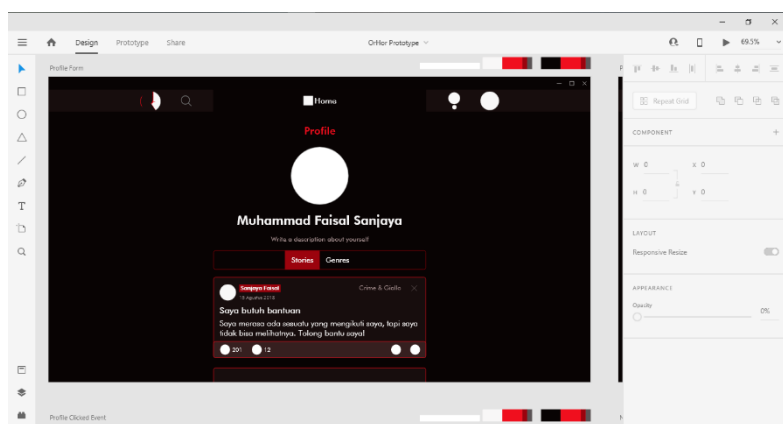 Design Prototype Share
OrHor Prototype
69.5%
Profile Form
Repeat Grid
COMPONENT
W 0 X 0
H 0 Y 0
LAYOUT
Responsive Resize
APPEARANCE
Opacity
0%
Home
Profile
Muhammad Faisal Sanjaya
Write a description about yourself
Stories Genres
Sanjaya Faisal Crime & Giallo
18 Agustus 2018
Saya butuh bantuan
Saya merasa ada sesuatu yang mengikuti saya, tapi saya
tidak bisa melihatnya. Tolong bantu saya!
201 12
Profile Clicked Event